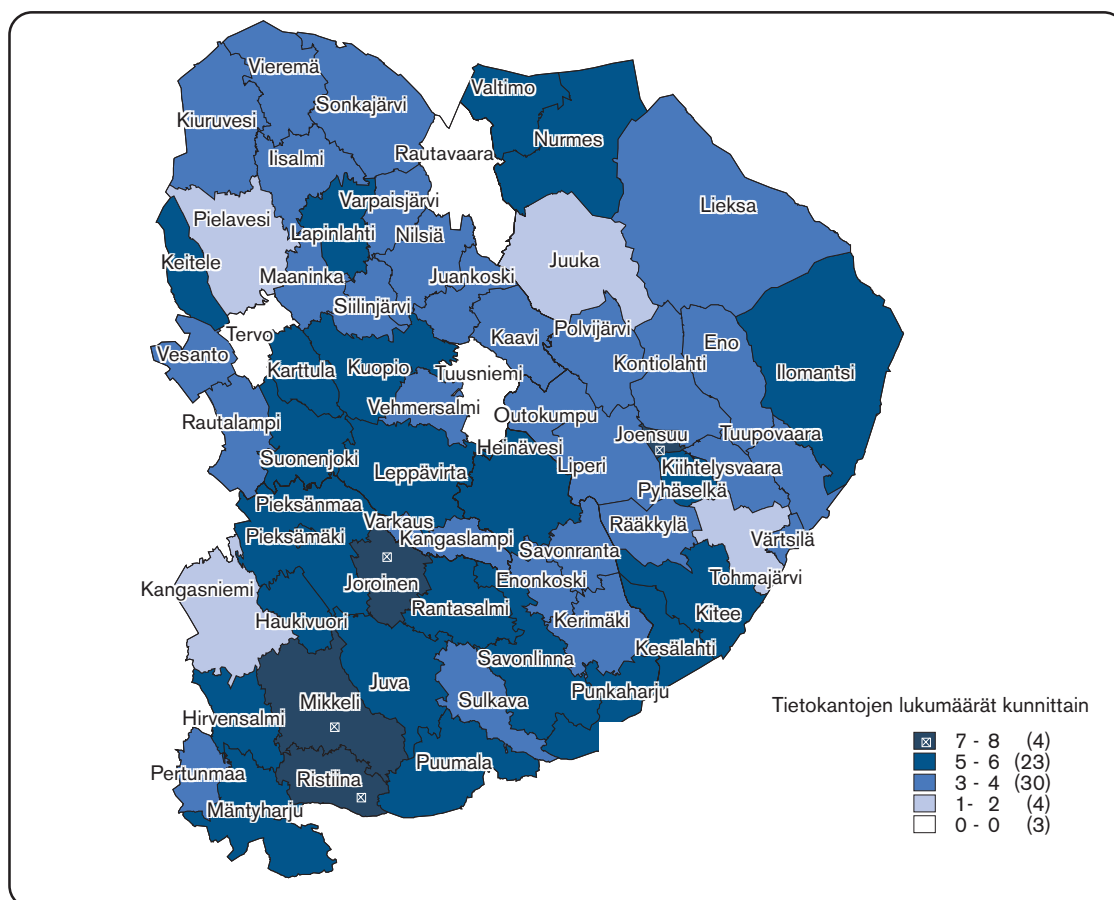 Vieremä
Valtimo
Sonkajärvi
Kiuruvesi
Nurmes
Rautavaara
Iisalmi
Varpaisjärvi
Lieksa
Pielavesi
Lapinlahti
Nilsiä
Keitele
Juuka
Maaninka
Juankoski
Siilinjärvi
Tervo
Kaavi
Polvijärvi
Eno
Vesanto
Karttula
Kuopio
Tuusniemi
Kontiolahti
Ilomantsi
Vehmersalmi
Outokumpu
Rautalampi
Joensuu
Tuupovaara
Heinävesi
Suonenjoki
Leppävirta
Liperi
Kiihtelysvaara
Pyhäselkä
Pieksänmaa
Varkaus
Rääkkylä
Pieksämäki
Kangaslampi
Värtsilä
Savonranta
Kangasniemi
Joroinen
Enonkoski
Tohmajärvi
Haukivuori
Rantasalmi
Kerimäki
Kitee
Kesälahti
Savonlinna
Juva
Mikkeli
Punkaharju
Sulkava
Hirvensalmi
Puumala
Pertunmaa
Ristiina
Mäntyharju
Tietokantojen lukumäärät kunnittain
7 - 8 (4)
5 - 6 (23)
3 - 4 (30)
1 - 2 (4)
0 - 0 (3)